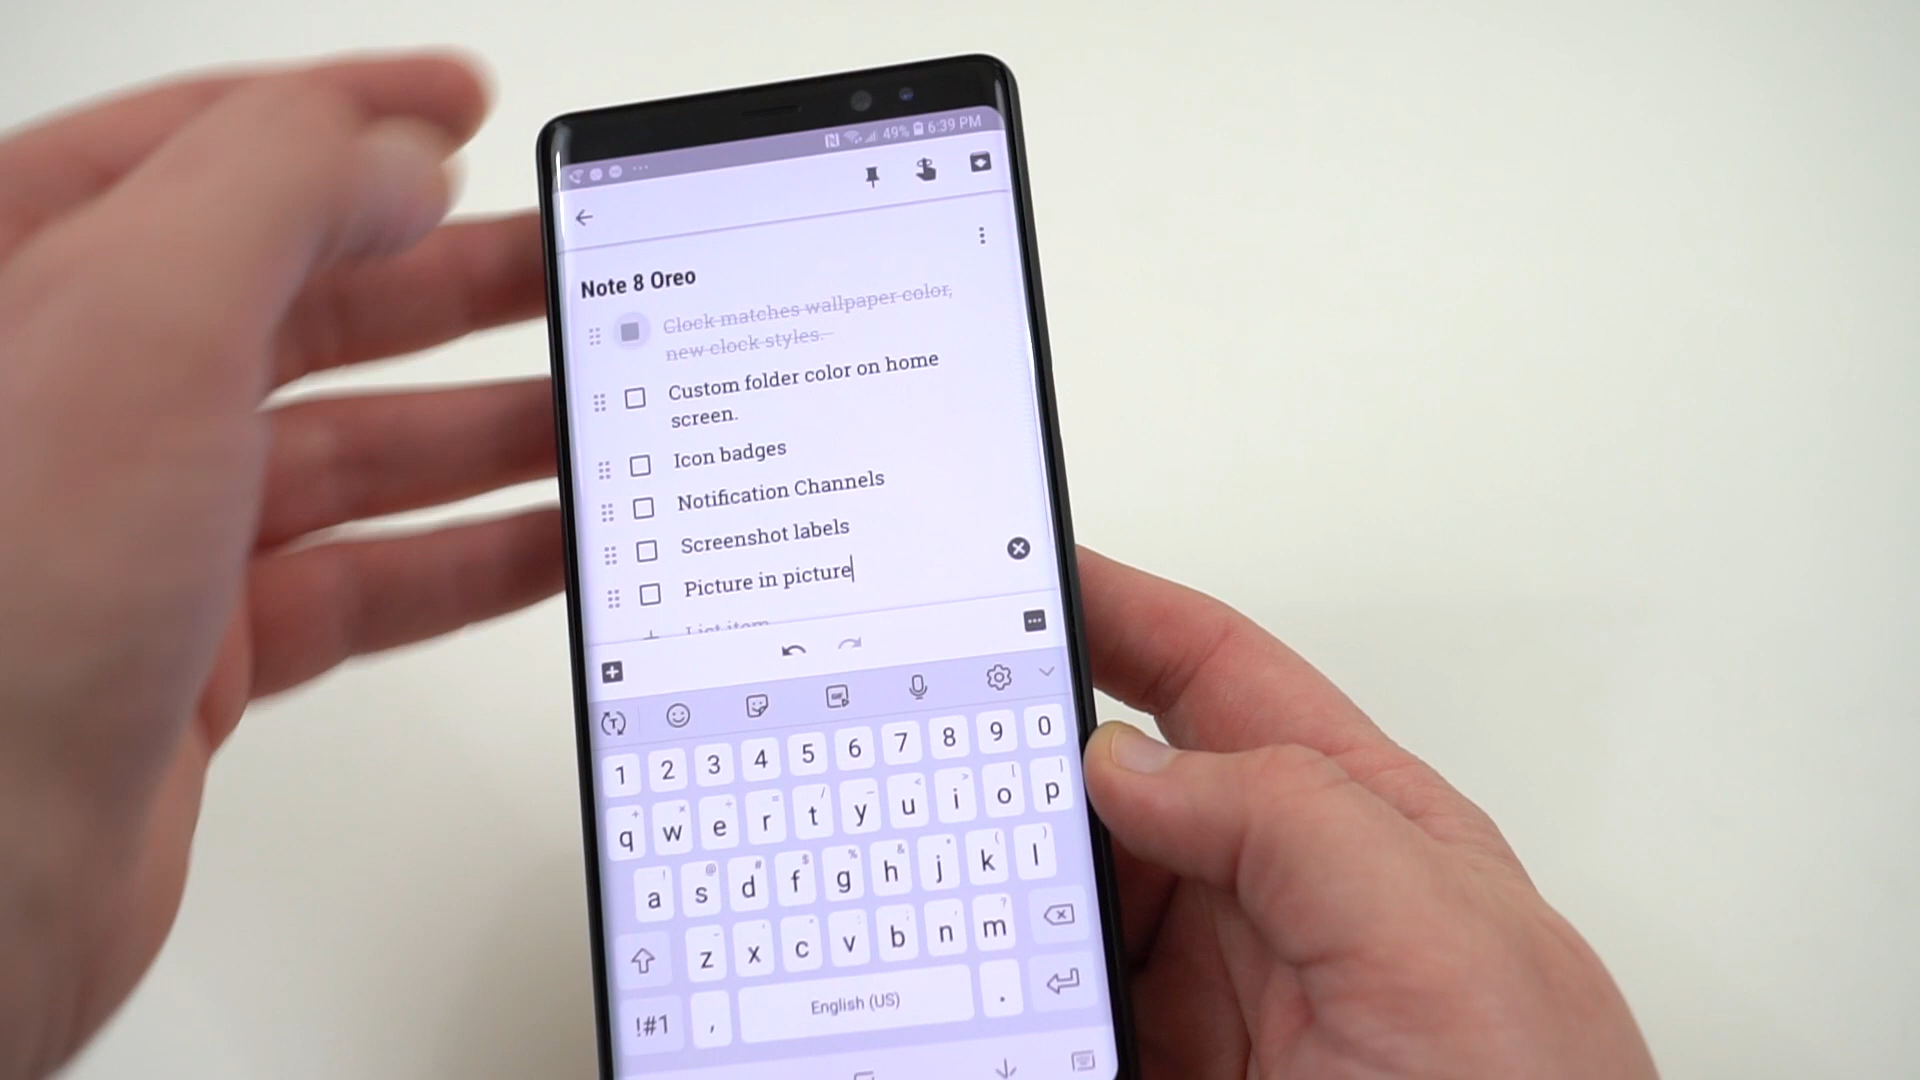 49% 6:39 PM
Note 8 Oreo
Clock matches wallpaper color,
new clock styles.
Custom folder color on home
screen.
Icon badges
Notification Channels
Screenshot labels
Picture in picture
List item
1 2 3 4 5 6 7 8 9 0
q w e r t y u i o p
a s d f g h j k l
z x c v b n m
!#1 , English (US) .